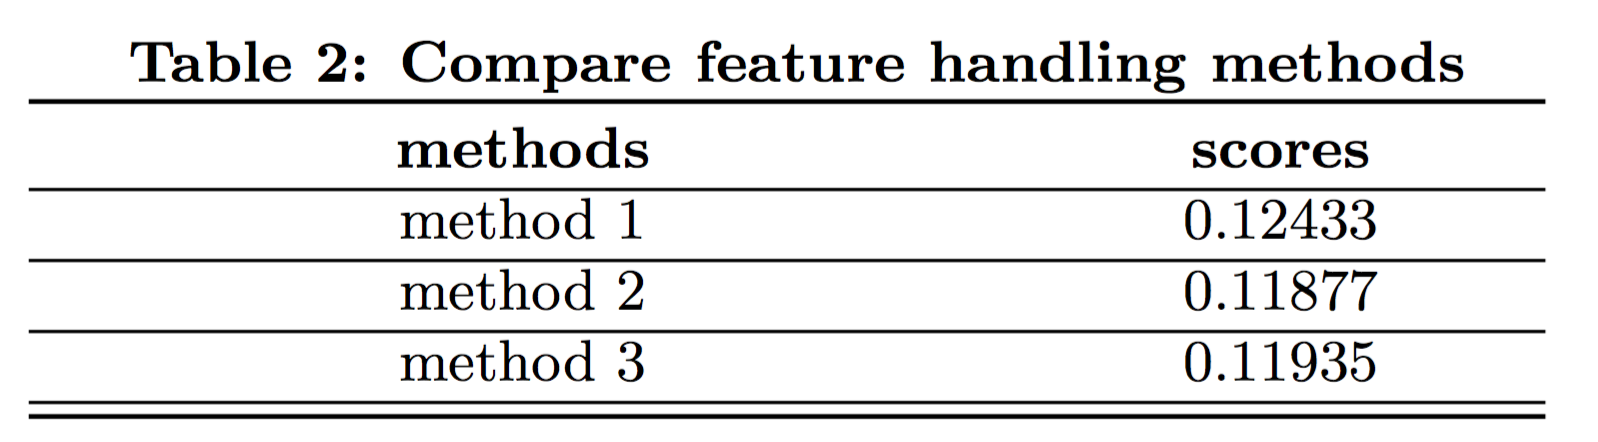 Table 2: Compare feature handling methods
methods scores
method 1 0.12433
method 2 0.11877
method 3 0.11935